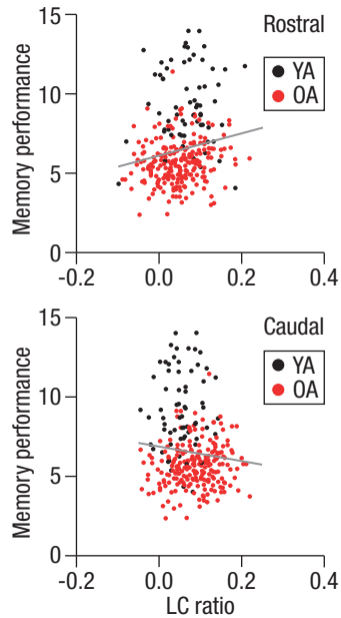 Rostral
YA
OA
Memory performance
15
10
5
0
-0.2
0.0
0.2
0.4
Caudal
YA
OA
Memory performance
15
10
5
0
-0.2
0.0
0.2
0.4
LC ratio